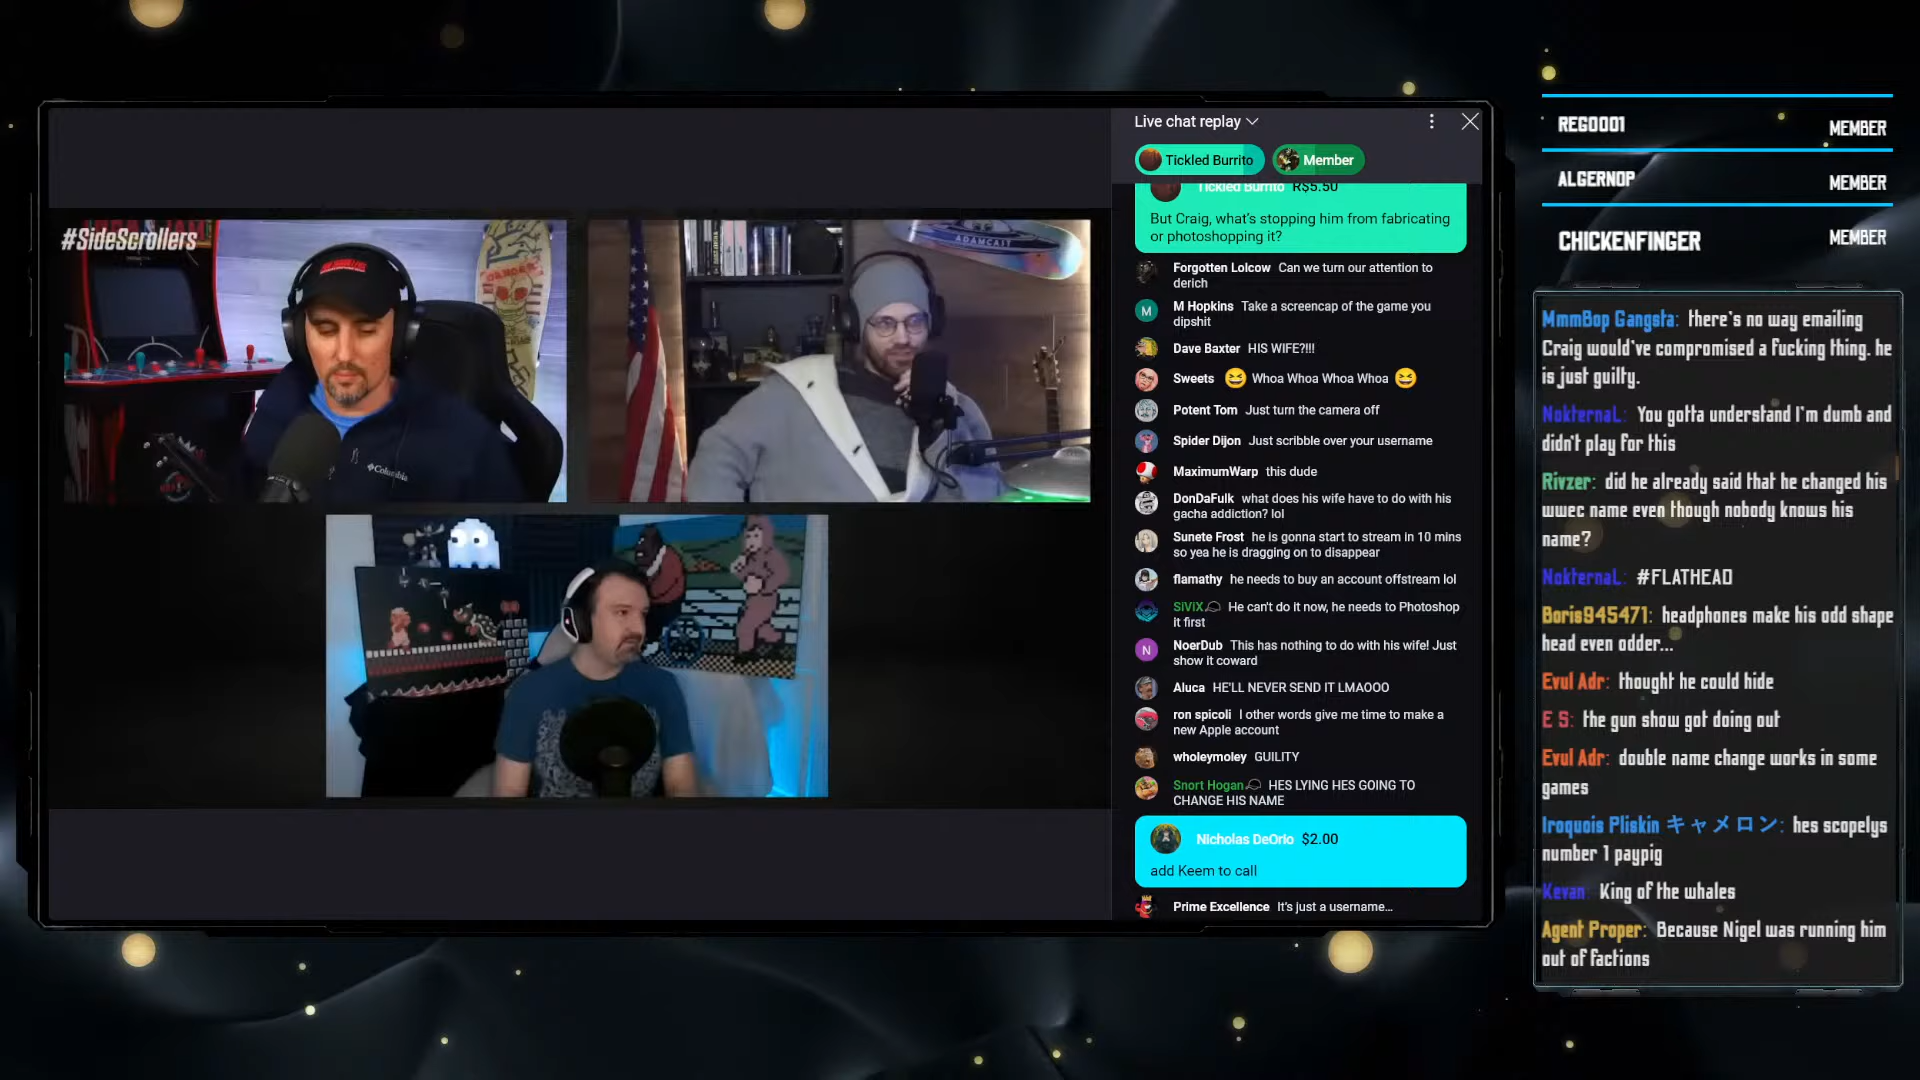 #SideScrollers
ADAMCAIT
Columbia
Live chat replay
Tickled Burrito
Member
Tickled Burrito R$5.50
But Craig, what's stopping him from fabricating
or photoshopping it?
Forgotten Lolcow Can we turn our attention to
derich
M Hopkins Take a screencap of the game you
dipshit
Dave Baxter HIS WIFE?!!!
Sweets 😆 Whoa Whoa Whoa Whoa 😆
Potent Tom Just turn the camera off
Spider Dijon Just scribble over your username
MaximumWarp this dude
DonDaFulk what does his wife have to do with his
gacha addiction? lol
Sunete Frost he is gonna start to stream in 10 mins
so yea he is dragging on to disappear
flamathy he needs to buy an account offstream lol
SiViX He can't do it now, he needs to Photoshop
it first
NoerDub This has nothing to do with his wife! Just
show it coward
Aluca HE'LL NEVER SEND IT LMAOOO
ron spicoli I other words give me time to make a
new Apple account
wholeymoley GUILITY
Snort Hogan HES LYING HES GOING TO
CHANGE HIS NAME
Nicholas DeOrio $2.00
add Keem to call
Prime Excellence It's just a username...
M
N
REG0001 MEMBER
ALGERNOP MEMBER
CHICKENFINGER MEMBER
MmmBop Gangsta: there's no way emailing
Craig would've compromised a fucking thing. he
is just guilty.
NokternaL: You gotta understand I'm dumb and
didn't play for this
Rivzer: did he already said that he changed his
wwec name even though nobody knows his
name?
NokternaL: #FLATHEAD
Boris945471: headphones make his odd shape
head even odder...
Evul Adr: thought he could hide
E S: the gun show got doing out
Evul Adr: double name change works in some
games
Iroquois Pliskin キャメロン: hes scopelys
number 1 paypig
Kevan: King of the whales
Agent Proper: Because Nigel was running him
out of factions